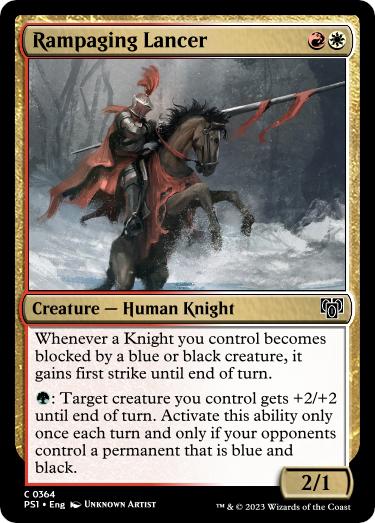 Rampaging Lancer
Creature — Human Knight
Whenever a Knight you control becomes
blocked by a blue or black creature, it
gains first strike until end of turn.
: Target creature you control gets +2/+2
until end of turn. Activate this ability only
once each turn and only if your opponents
control a permanent that is blue and
black.
2/1
C 0364
PS1 • Eng Unknown Artist
™ & © 2023 Wizards of the Coast